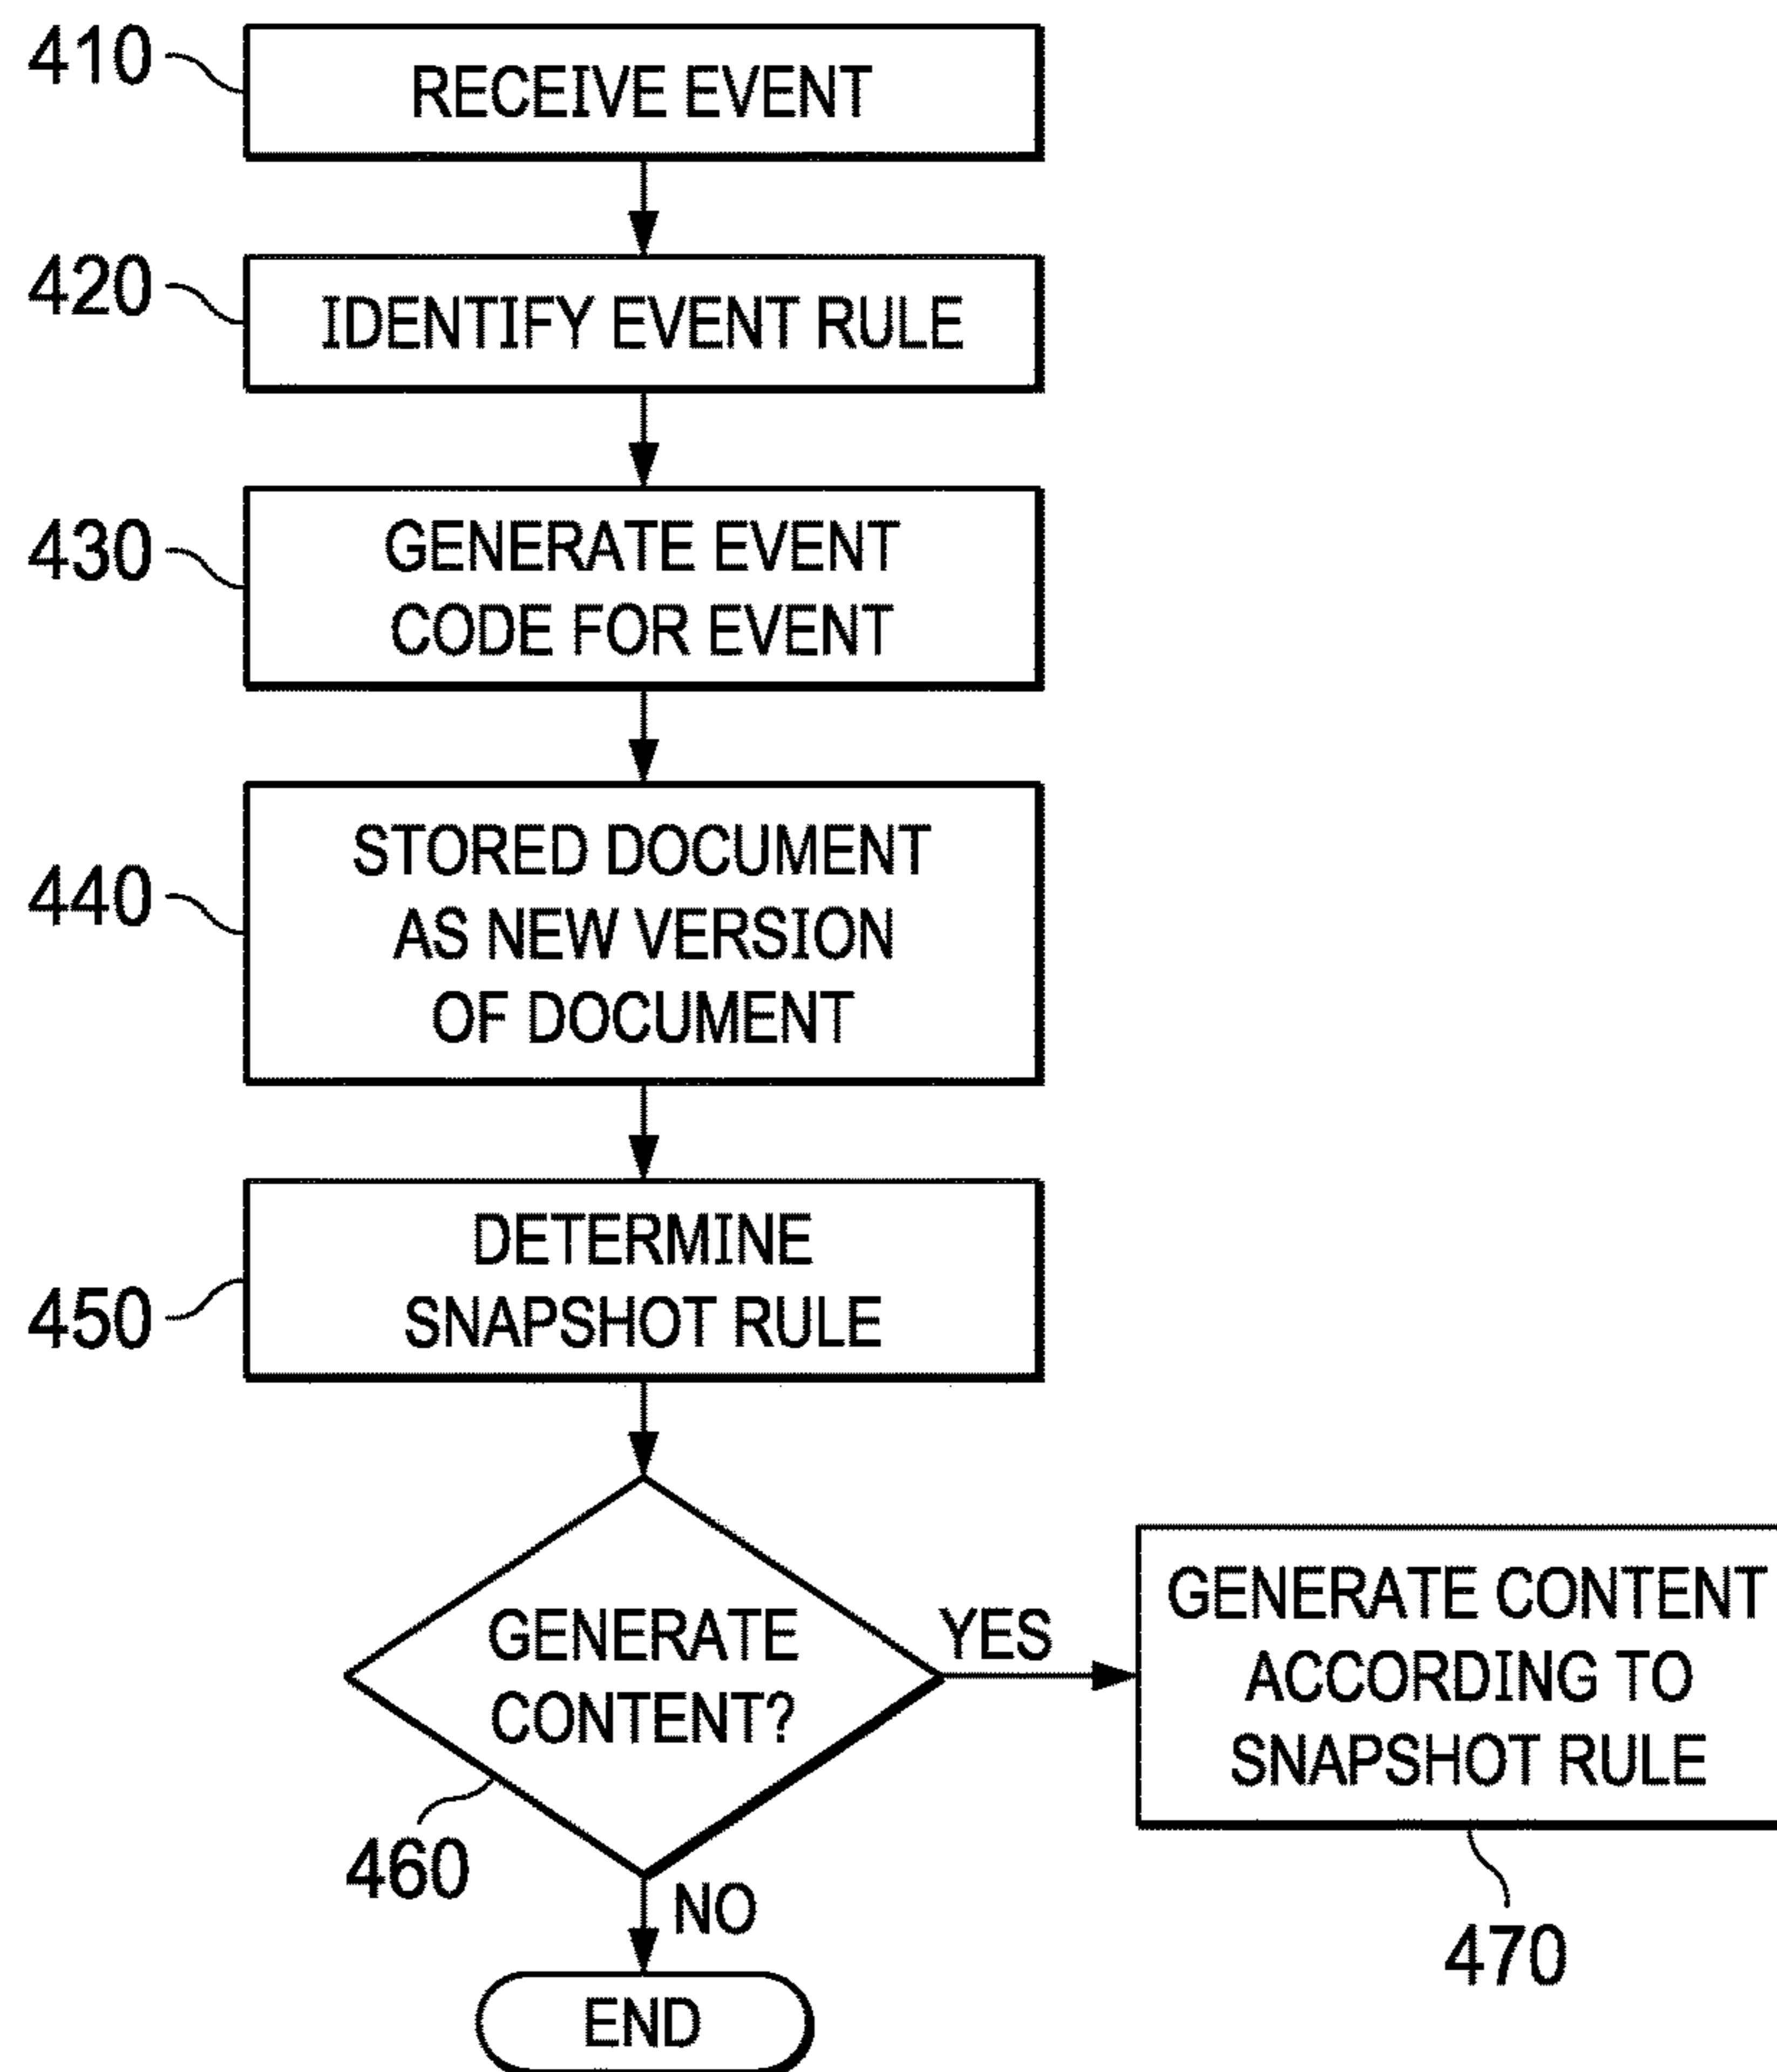 410
RECEIVE EVENT
420
IDENTIFY EVENT RULE
430
GENERATE EVENT
CODE FOR EVENT
440
STORED DOCUMENT
AS NEW VERSION
OF DOCUMENT
450
DETERMINE
SNAPSHOT RULE
GENERATE
CONTENT?
460
YES
GENERATE CONTENT
ACCORDING TO
SNAPSHOT RULE
470
NO
END